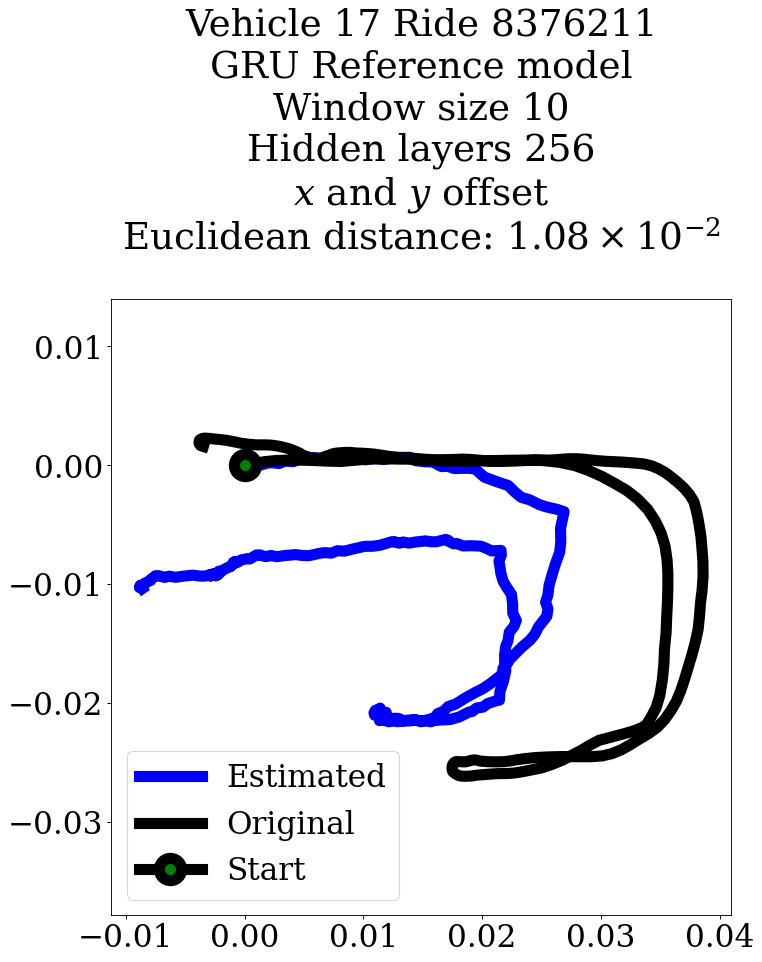 Vehicle 17 Ride 8376211
GRU Reference model
Window size 10
Hidden layers 256
x and y offset
Euclidean distance: 1.08 × 10⁻²
0.01
0.00
−0.01
−0.02
−0.03
Estimated
Original
Start
−0.01 0.00 0.01 0.02 0.03 0.04